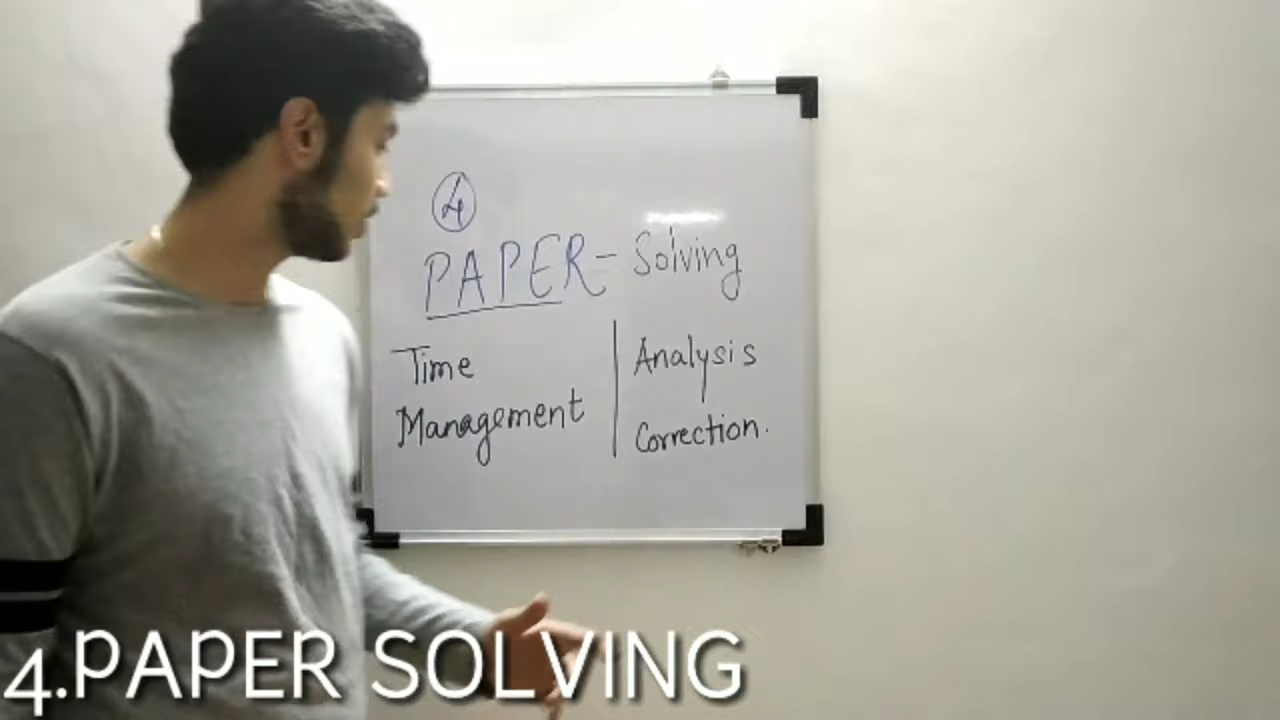 4
PAPER - Solving
Time
Management
Analysis
Correction.
4.PAPER SOLVING